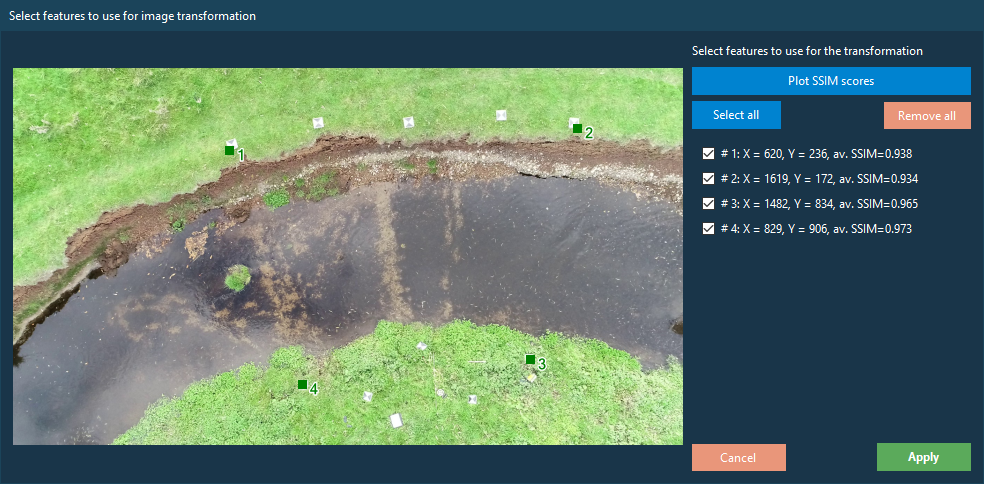 Select features to use for image transformation
Select features to use for the transformation
Plot SSIM scores
Select all
Remove all
# 1: X = 620, Y = 236, av. SSIM=0.938
# 2: X = 1619, Y = 172, av. SSIM=0.934
# 3: X = 1482, Y = 834, av. SSIM=0.965
# 4: X = 829, Y = 906, av. SSIM=0.973
1
2
3
4
Cancel
Apply